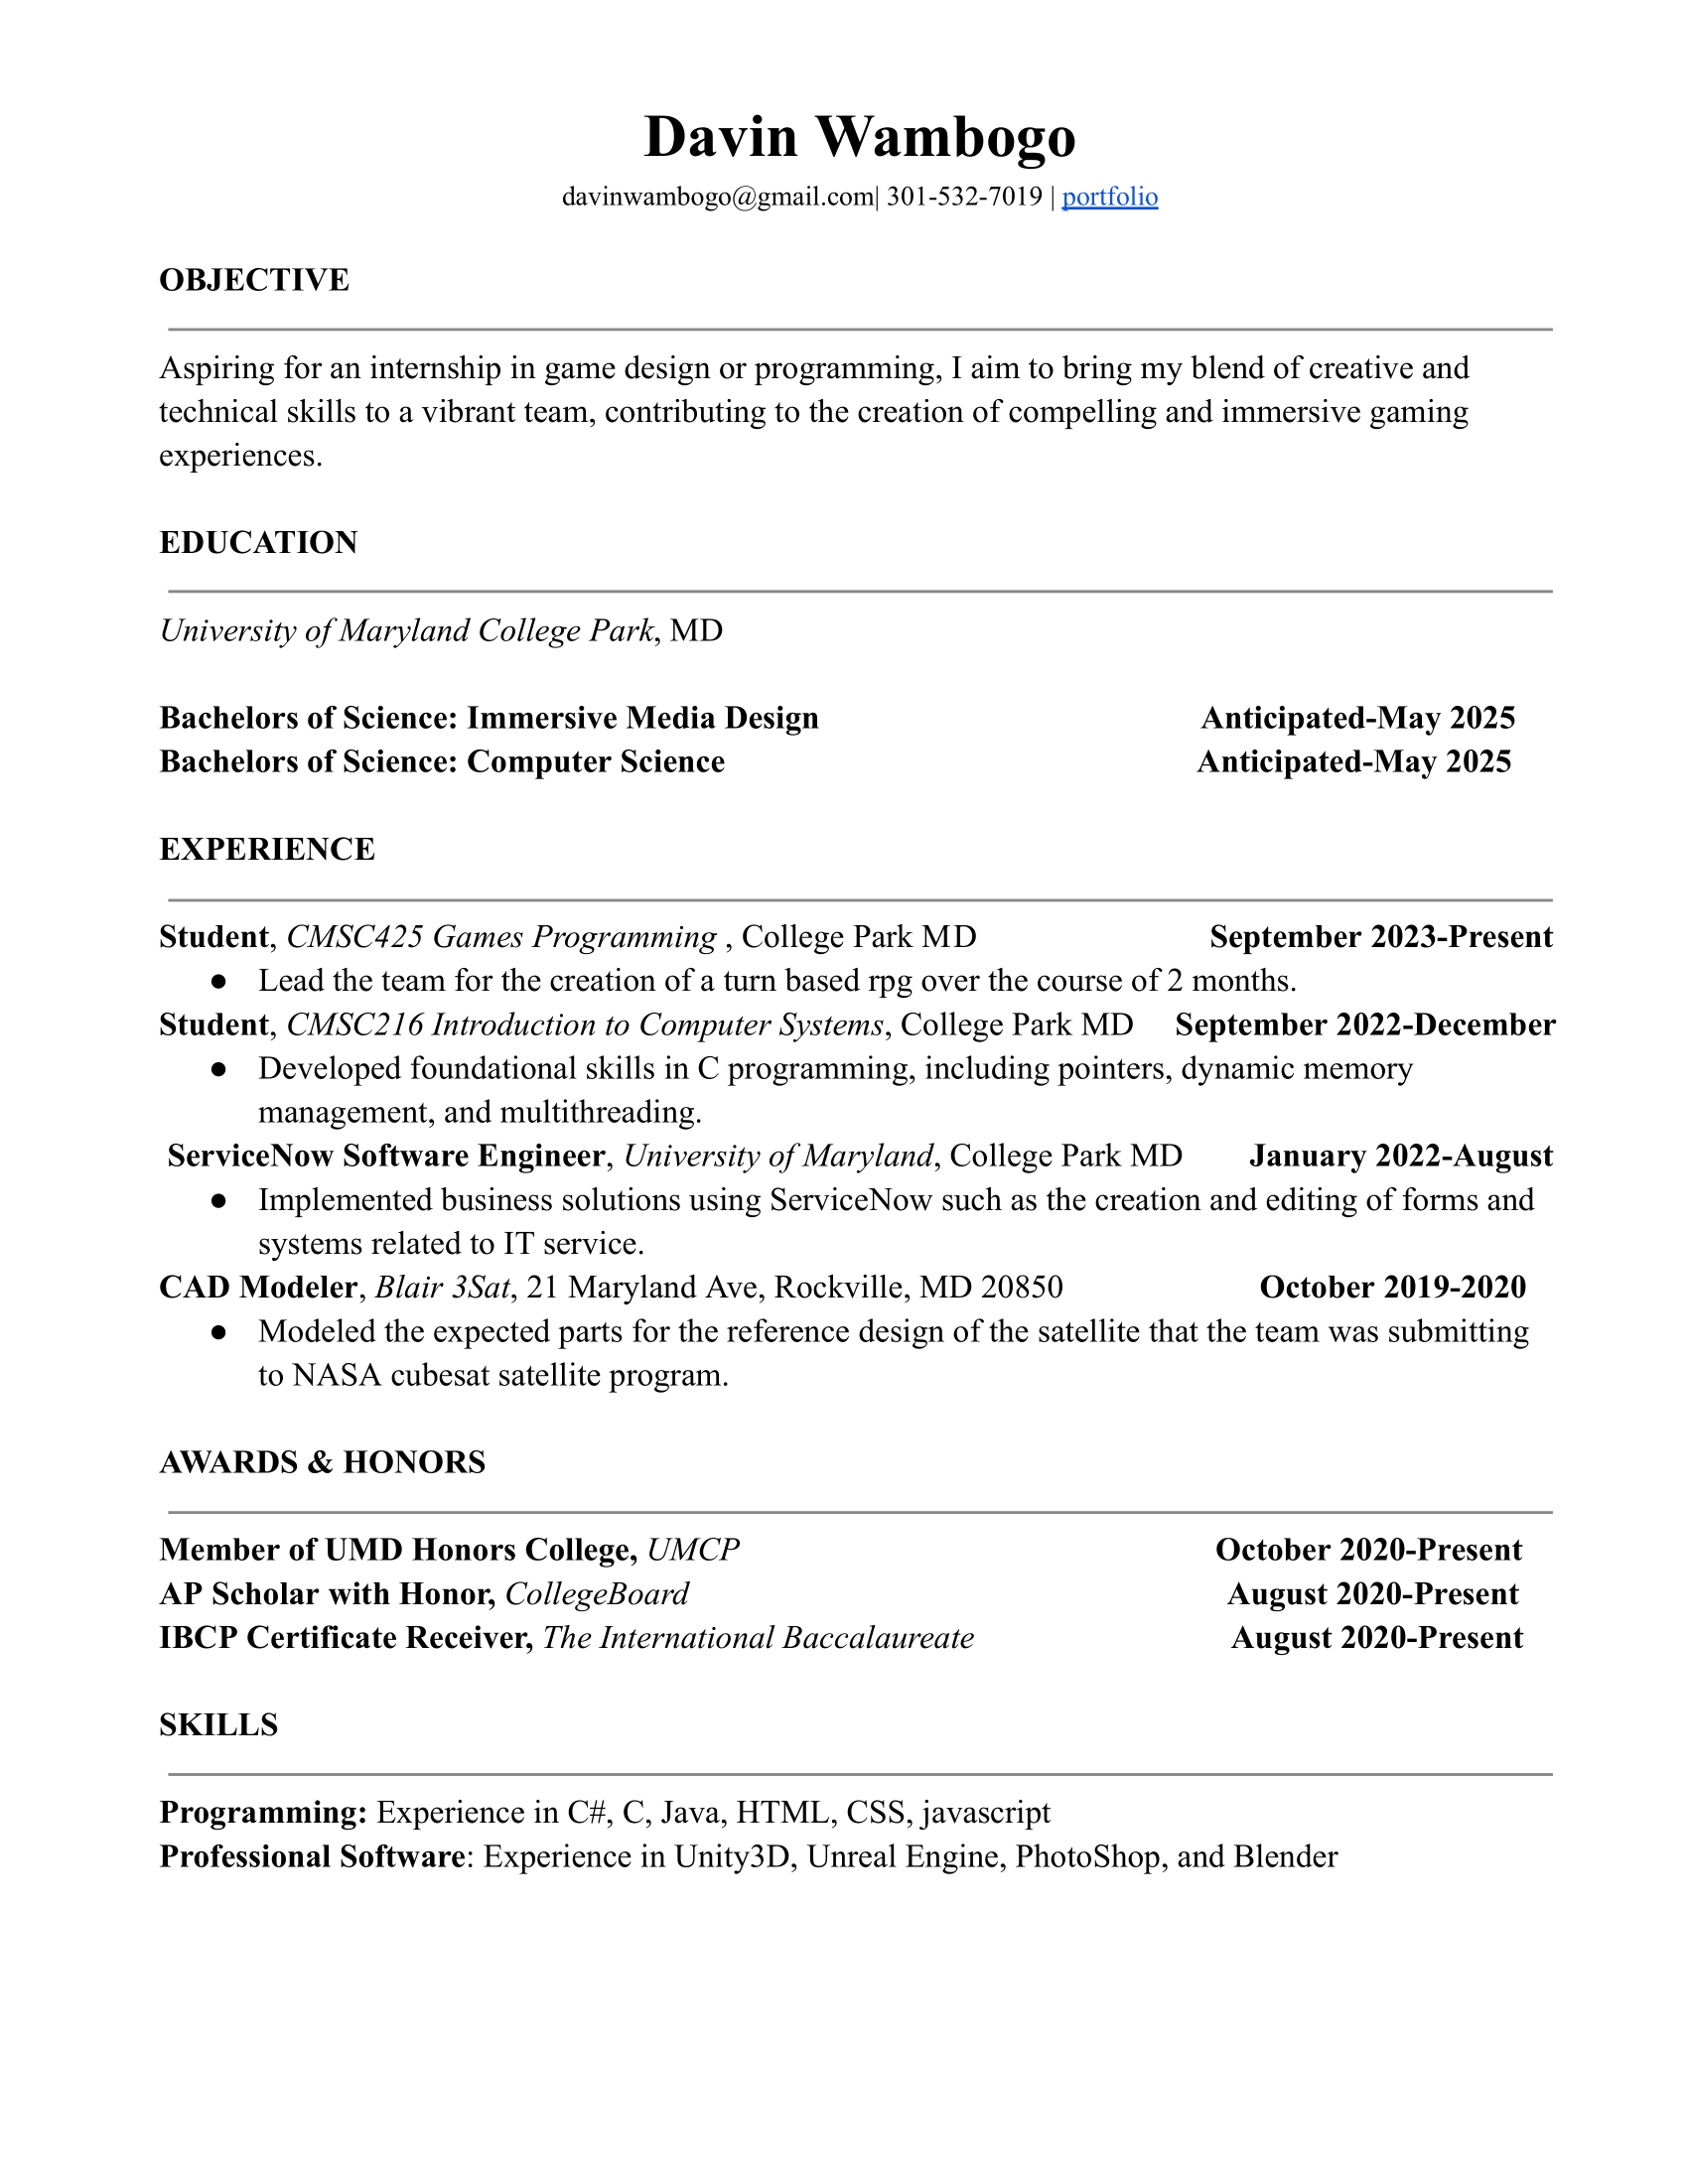 Davin Wambogo
davinwambogo@gmail.com| 301-532-7019 | portfolio
OBJECTIVE
Aspiring for an internship in game design or programming, I aim to bring my blend of creative and
technical skills to a vibrant team, contributing to the creation of compelling and immersive gaming
experiences.
EDUCATION
University of Maryland College Park, MD
Bachelors of Science: Immersive Media Design Anticipated-May 2025
Bachelors of Science: Computer Science Anticipated-May 2025
EXPERIENCE
Student, CMSC425 Games Programming , College Park MD September 2023-Present
● Lead the team for the creation of a turn based rpg over the course of 2 months.
Student, CMSC216 Introduction to Computer Systems, College Park MD September 2022-December
● Developed foundational skills in C programming, including pointers, dynamic memory
management, and multithreading.
ServiceNow Software Engineer, University of Maryland, College Park MD January 2022-August
● Implemented business solutions using ServiceNow such as the creation and editing of forms and
systems related to IT service.
CAD Modeler, Blair 3Sat, 21 Maryland Ave, Rockville, MD 20850 October 2019-2020
● Modeled the expected parts for the reference design of the satellite that the team was submitting
to NASA cubesat satellite program.
AWARDS & HONORS
Member of UMD Honors College, UMCP October 2020-Present
AP Scholar with Honor, CollegeBoard August 2020-Present
IBCP Certificate Receiver, The International Baccalaureate August 2020-Present
SKILLS
Programming: Experience in C#, C, Java, HTML, CSS, javascript
Professional Software: Experience in Unity3D, Unreal Engine, PhotoShop, and Blender